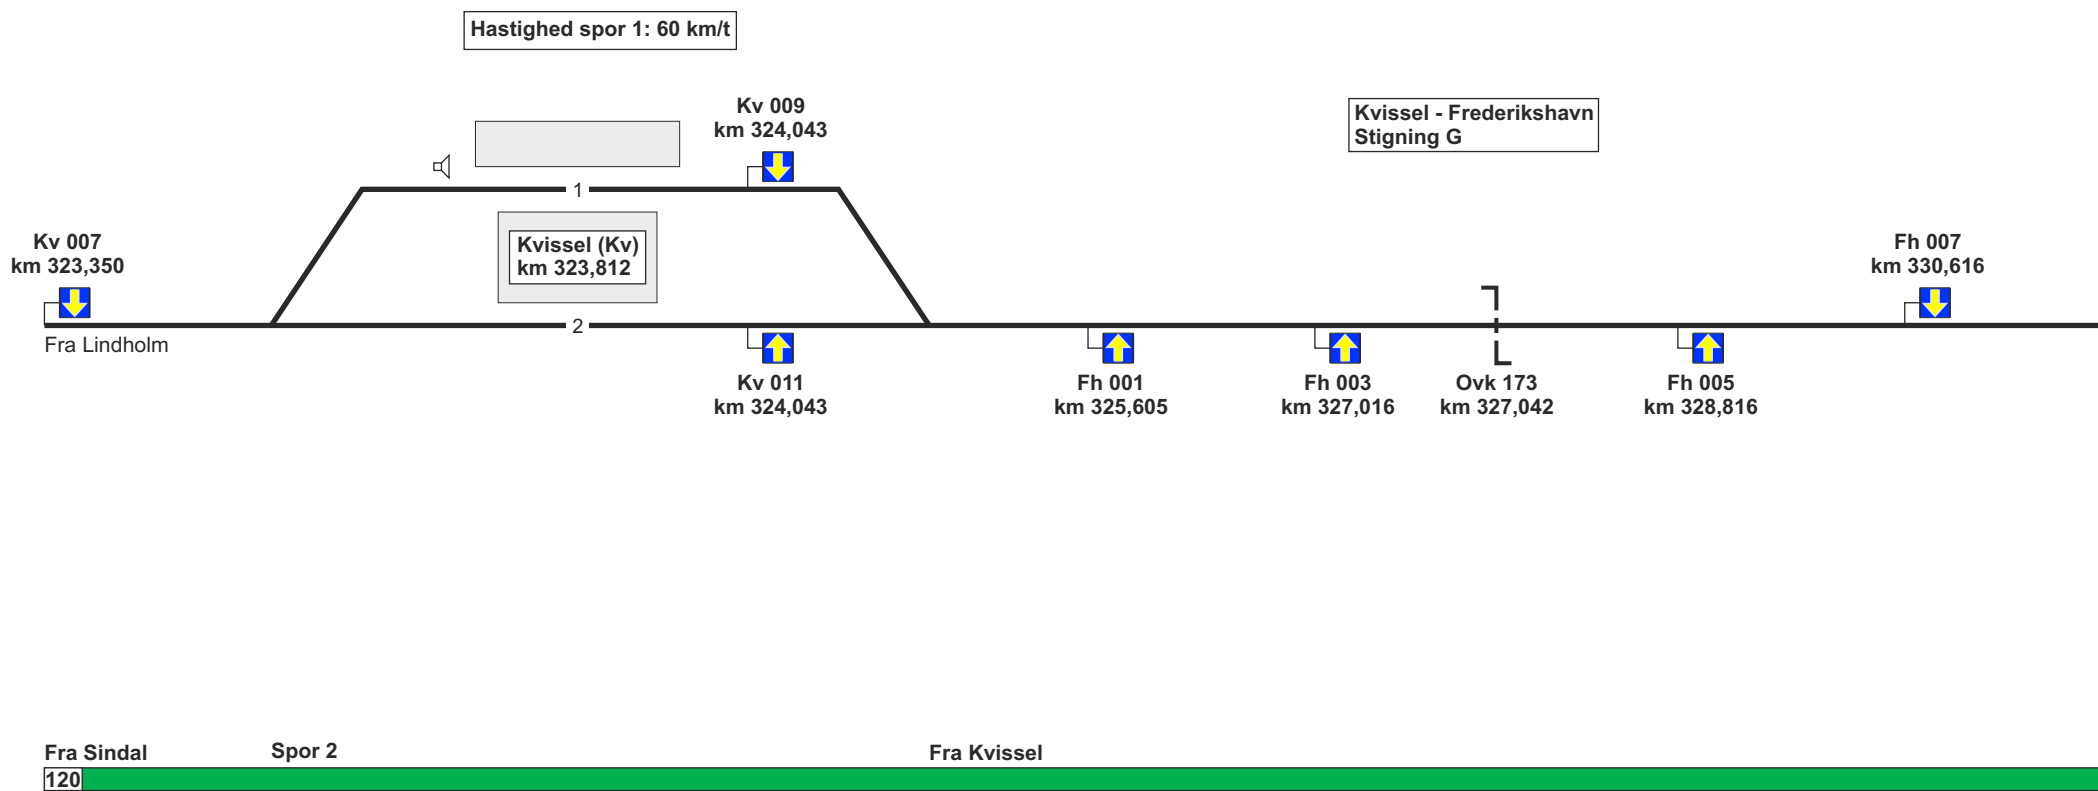 Hastighed spor 1: 60 km/t
Kv 009
km 324,043
Kvissel - Frederikshavn
Stigning G
1
Kv 007
km 323,350
Kvissel (Kv)
km 323,812
Fh 007
km 330,616
2
Fra Lindholm
Kv 011
km 324,043
Fh 001
km 325,605
Fh 003
km 327,016
Ovk 173
km 327,042
Fh 005
km 328,816
Fra Sindal
Spor 2
Fra Kvissel
120